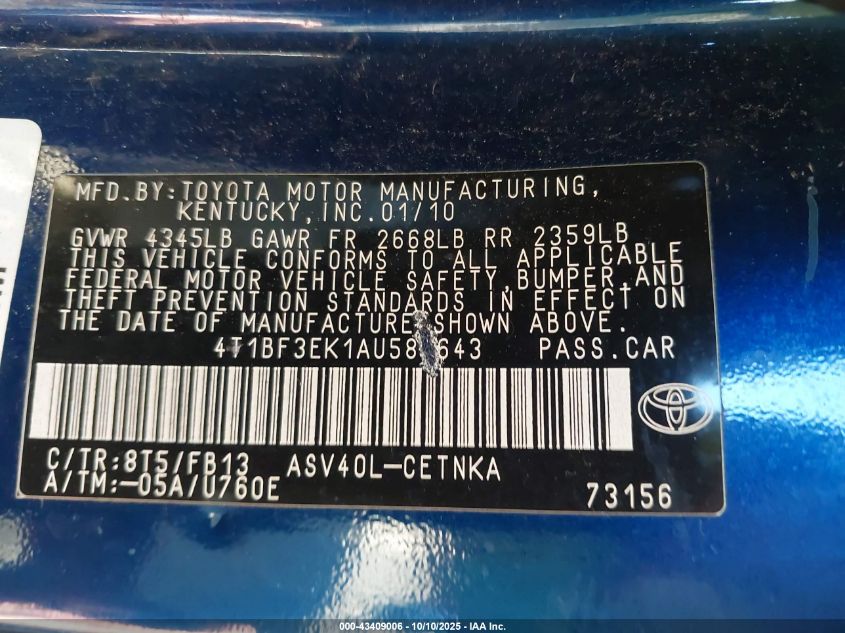 MFD.BY:TOYOTA MOTOR MANUFACTURING,
KENTUCKY,INC.01/10
GVWR 4345LB GAWR FR 2668LB RR 2359LB
THIS VEHICLE CONFORMS TO ALL APPLICABLE
FEDERAL MOTOR VEHICLE SAFETY,BUMPER,AND
THEFT PREVENTION STANDARDS IN EFFECT ON
THE DATE OF MANUFACTURE SHOWN ABOVE.
PASS.CAR
C/TR:8T5/FB13 ASV40L-CETNKA
A/TM:-05A/U760E 73156
000-43409006 - 10/10/2025 - IAA Inc.